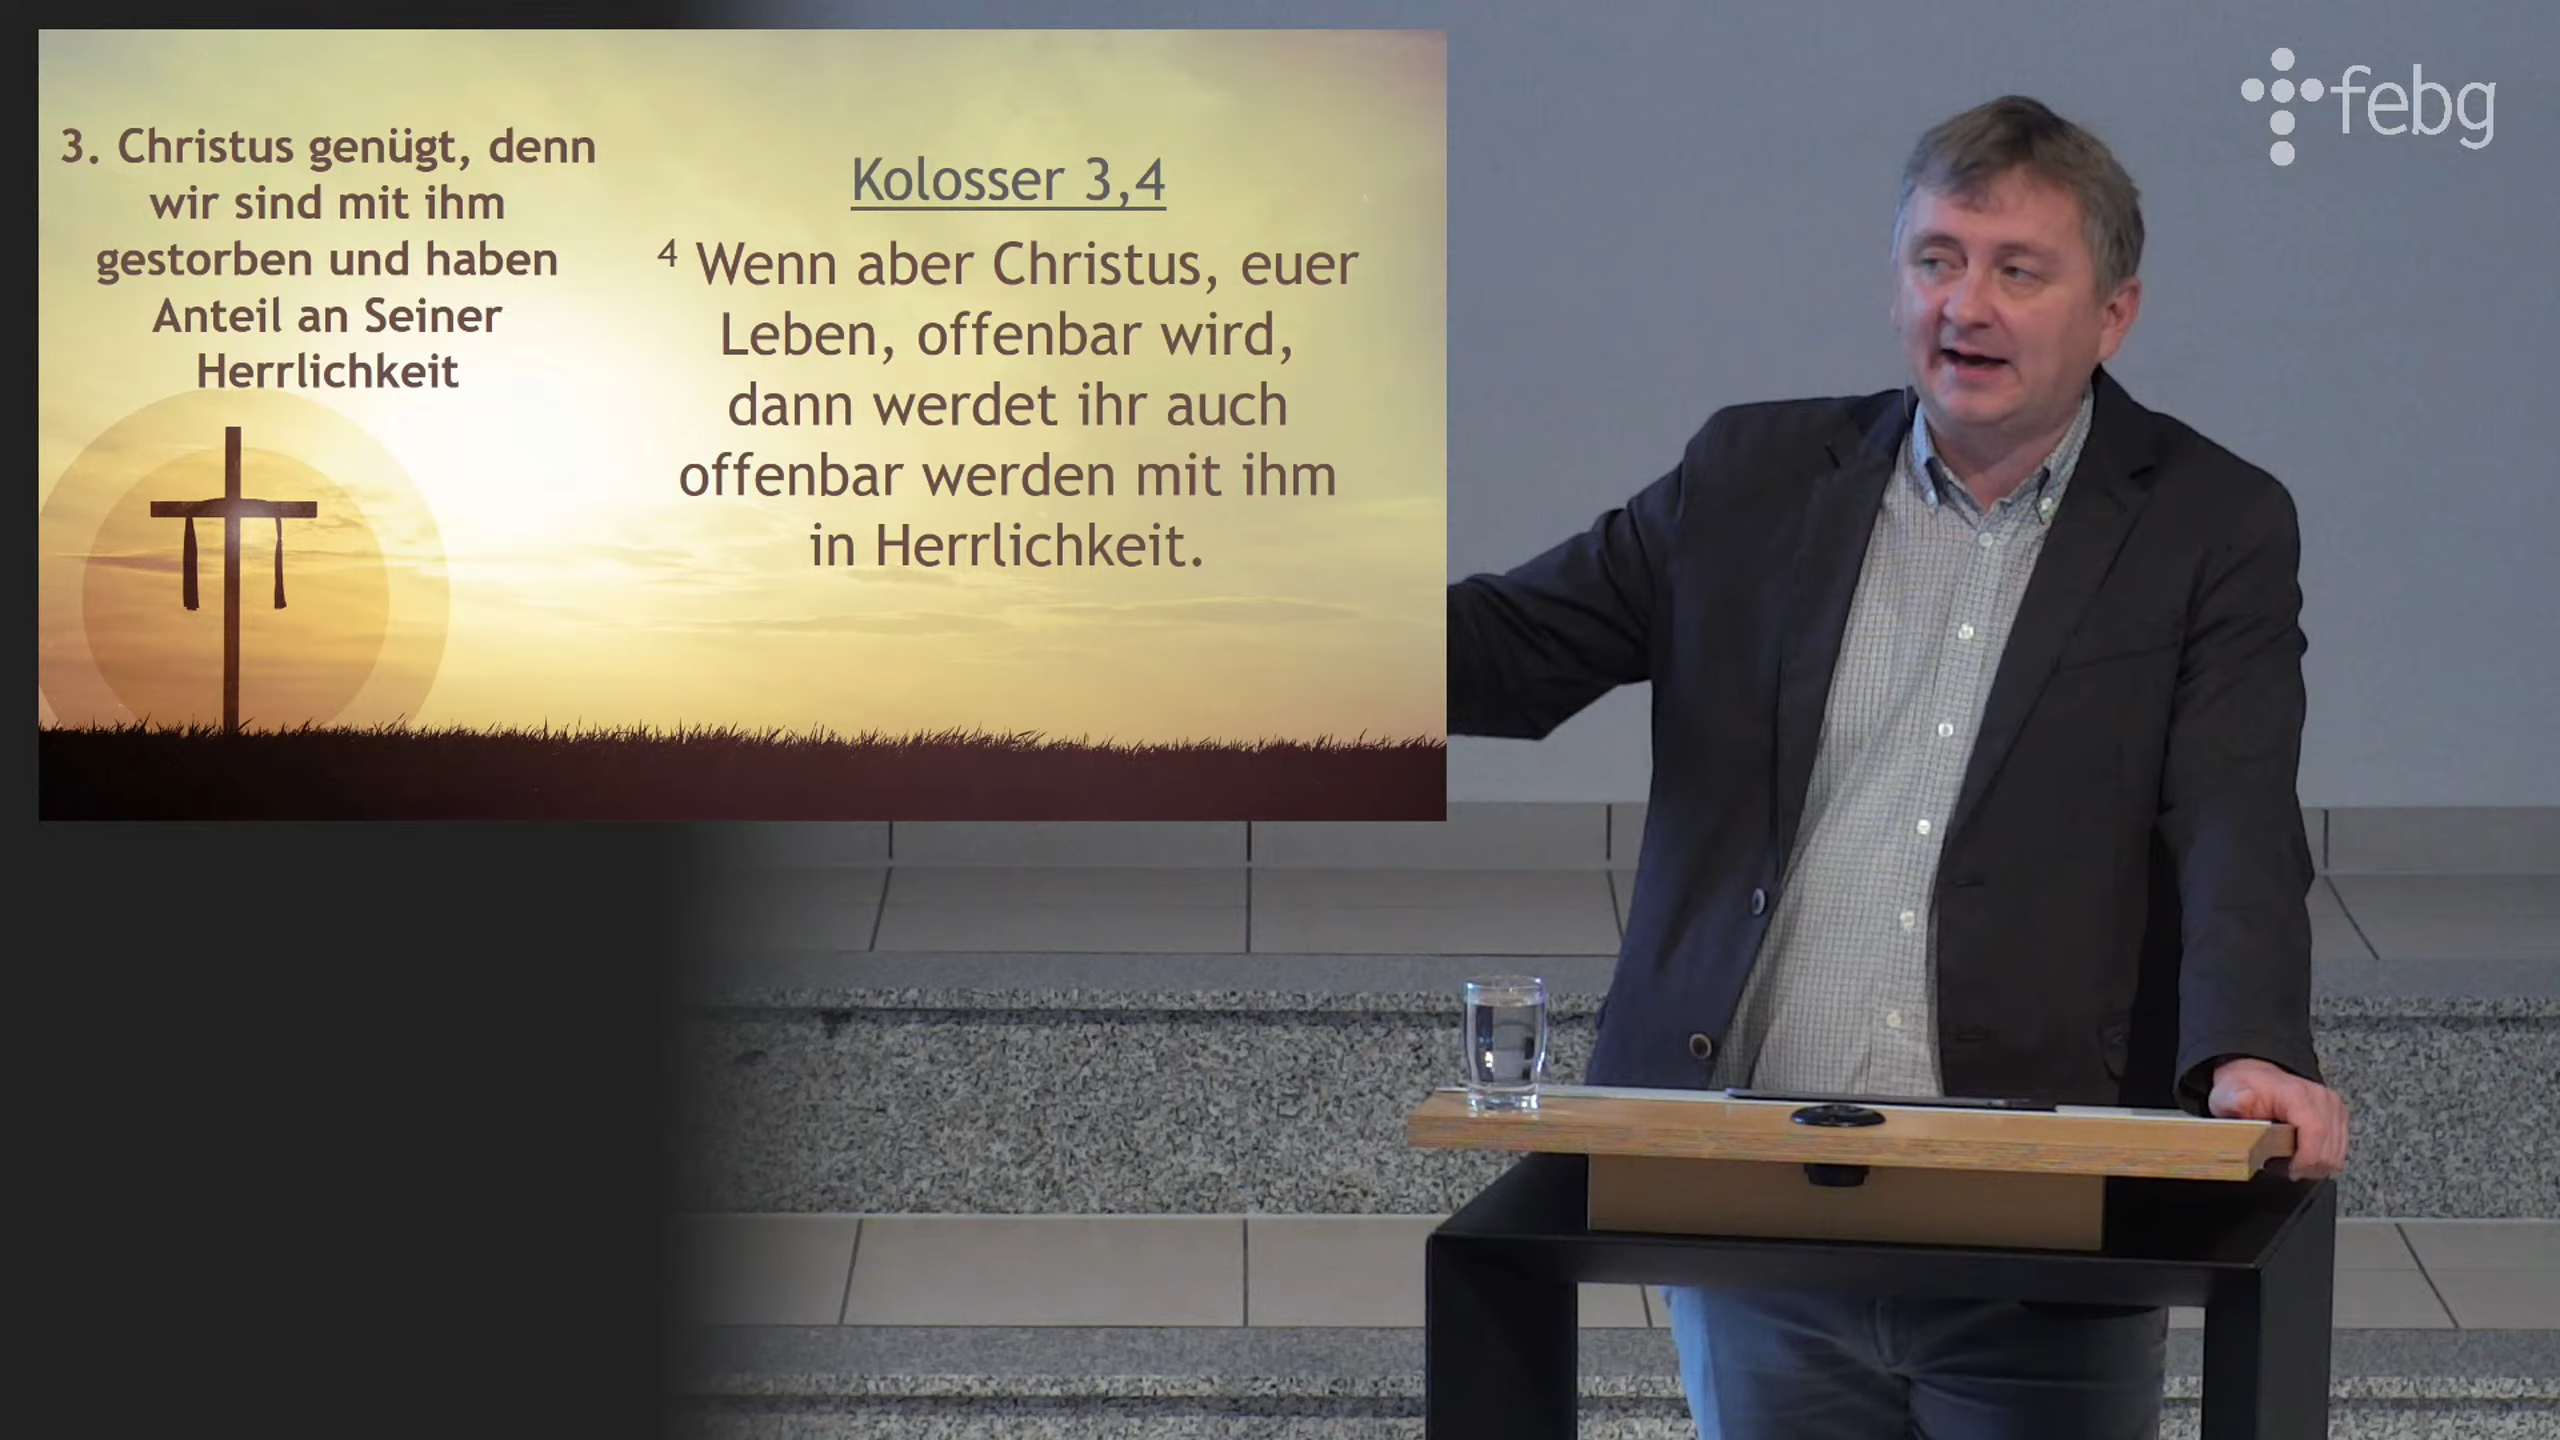 3. Christus genügt, denn
wir sind mit ihm
gestorben und haben
Anteil an Seiner
Herrlichkeit
Kolosser 3,4
4 Wenn aber Christus, euer
Leben, offenbar wird,
dann werdet ihr auch
offenbar werden mit ihm
in Herrlichkeit.
febg